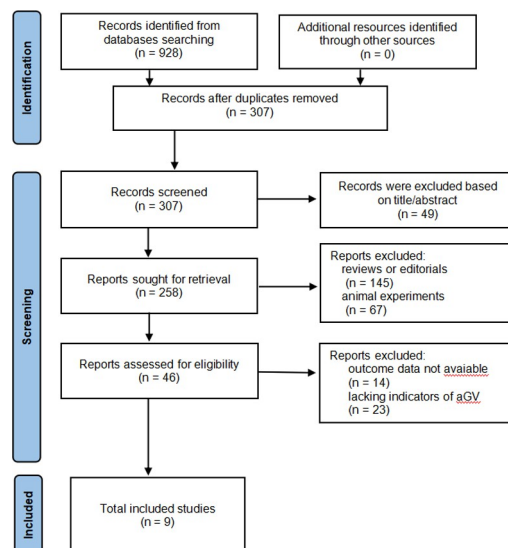 Identification
Records identified from
databases searching
(n = 928)
Additional resources identified
through other sources
(n = 0)
Records after duplicates removed
(n = 307)
Screening
Records screened
(n = 307)
Records were excluded based
on title/abstract
(n = 49)
Reports sought for retrieval
(n = 258)
Reports excluded:
reviews or editorials
(n = 145)
animal experiments
(n = 67)
Reports assessed for eligibility
(n = 46)
Reports excluded:
outcome data not avaiable
(n = 14)
lacking indicators of aGV
(n = 23)
Included
Total included studies
(n = 9)